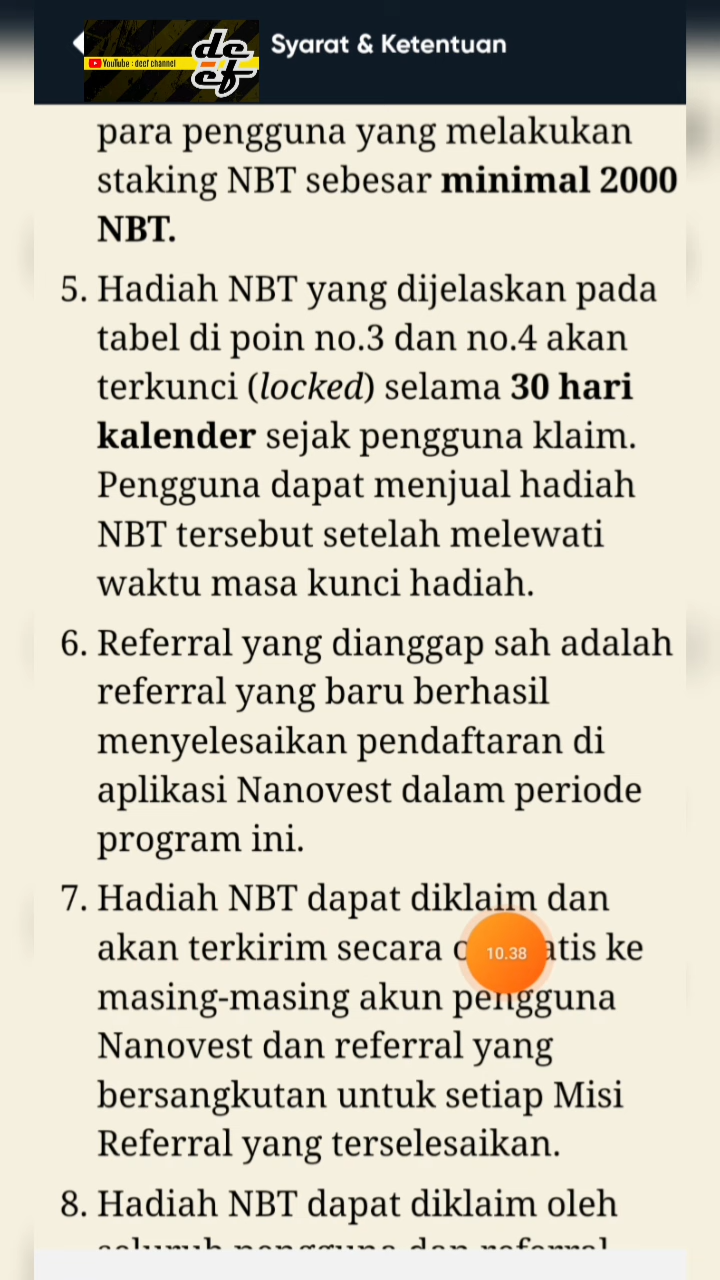 YouTube : deef channel
de
ef
Syarat & Ketentuan
para pengguna yang melakukan
staking NBT sebesar minimal 2000
NBT.
5. Hadiah NBT yang dijelaskan pada
tabel di poin no.3 dan no.4 akan
terkunci (locked) selama 30 hari
kalender sejak pengguna klaim.
Pengguna dapat menjual hadiah
NBT tersebut setelah melewati
waktu masa kunci hadiah.
6. Referral yang dianggap sah adalah
referral yang baru berhasil
menyelesaikan pendaftaran di
aplikasi Nanovest dalam periode
program ini.
7. Hadiah NBT dapat diklaim dan
akan terkirim secara ke
10.38
masing-masing akun pengguna
Nanovest dan referral yang
bersangkutan untuk setiap Misi
Referral yang terselesaikan.
8. Hadiah NBT dapat diklaim oleh